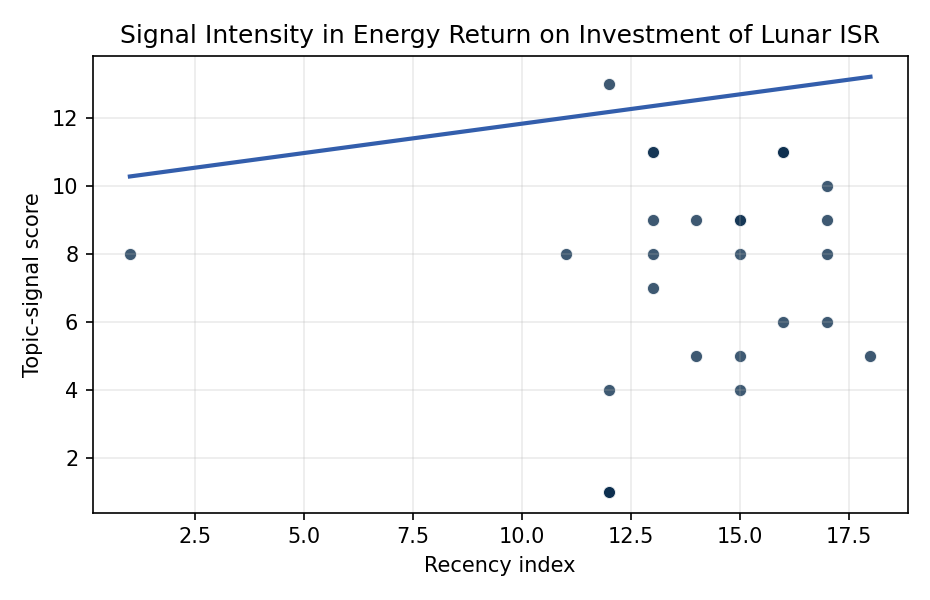 Signal Intensity in Energy Return on Investment of Lunar ISR
Topic-signal score
12
10
8
6
4
2
2.5 5.0 7.5 10.0 12.5 15.0 17.5
Recency index